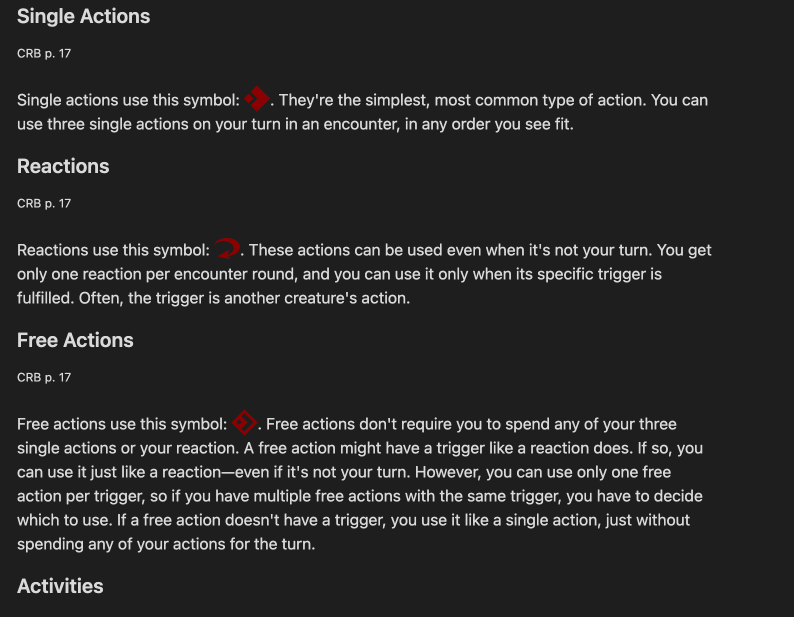 Single Actions
CRB p. 17
Single actions use this symbol: . They're the simplest, most common type of action. You can
use three single actions on your turn in an encounter, in any order you see fit.
Reactions
CRB p. 17
Reactions use this symbol: . These actions can be used even when it's not your turn. You get
only one reaction per encounter round, and you can use it only when its specific trigger is
fulfilled. Often, the trigger is another creature's action.
Free Actions
CRB p. 17
Free actions use this symbol: . Free actions don't require you to spend any of your three
single actions or your reaction. A free action might have a trigger like a reaction does. If so, you
can use it just like a reaction—even if it's not your turn. However, you can use only one free
action per trigger, so if you have multiple free actions with the same trigger, you have to decide
which to use. If a free action doesn't have a trigger, you use it like a single action, just without
spending any of your actions for the turn.
Activities